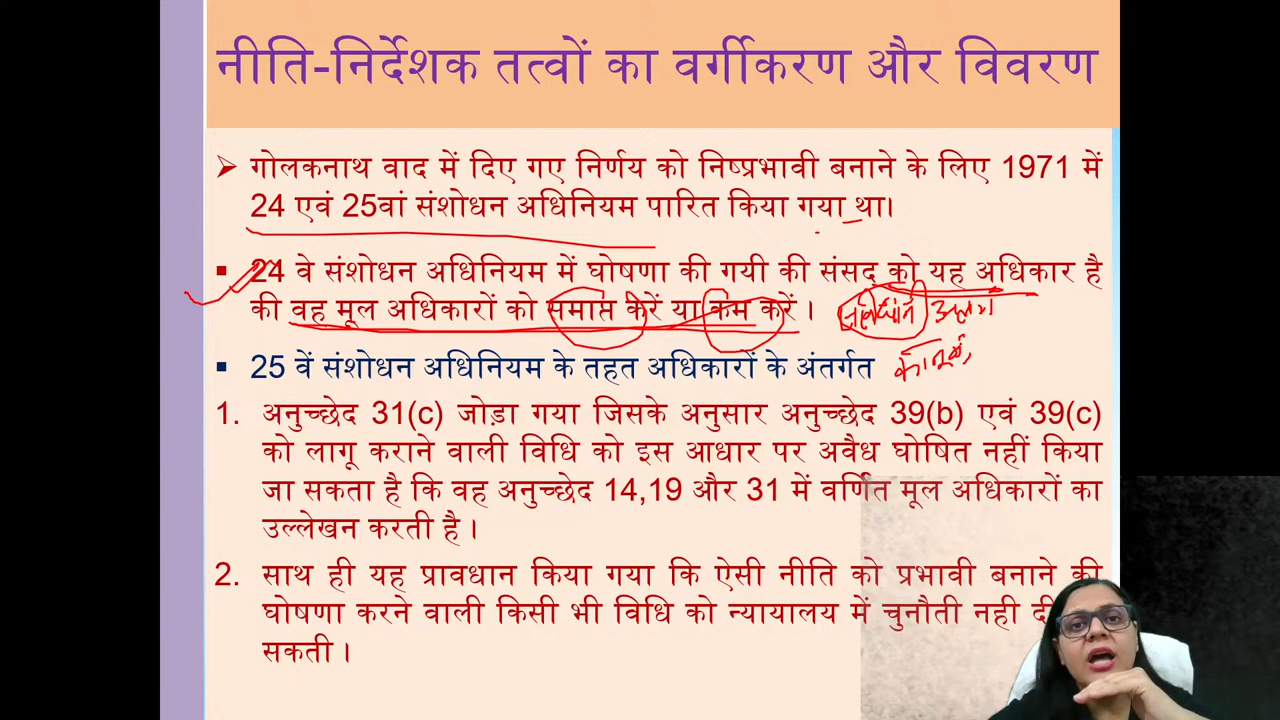 नीति-निर्देशक तत्वों का वर्गीकरण और विवरण
➢ गोलकनाथ वाद में दिए गए निर्णय को निष्प्रभावी बनाने के लिए 1971 में
24 एवं 25वां संशोधन अधिनियम पारित किया गया था।
▪ 24 वे संशोधन अधिनियम में घोषणा की गयी की संसद को यह अधिकार है
की वह मूल अधिकारों को समाप्त करें या कम करें।
▪ 25 वें संशोधन अधिनियम के तहत अधिकारों के अंतर्गत
1. अनुच्छेद 31(c) जोड़ा गया जिसके अनुसार अनुच्छेद 39(b) एवं 39(c)
को लागू कराने वाली विधि को इस आधार पर अवैध घोषित नहीं किया
जा सकता है कि वह अनुच्छेद 14,19 और 31 में वर्णित मूल अधिकारों का
उल्लेखन करती है।
2. साथ ही यह प्रावधान किया गया कि ऐसी नीति को प्रभावी बनाने की
घोषणा करने वाली किसी भी विधि को न्यायालय में चुनौती नही
सकती।